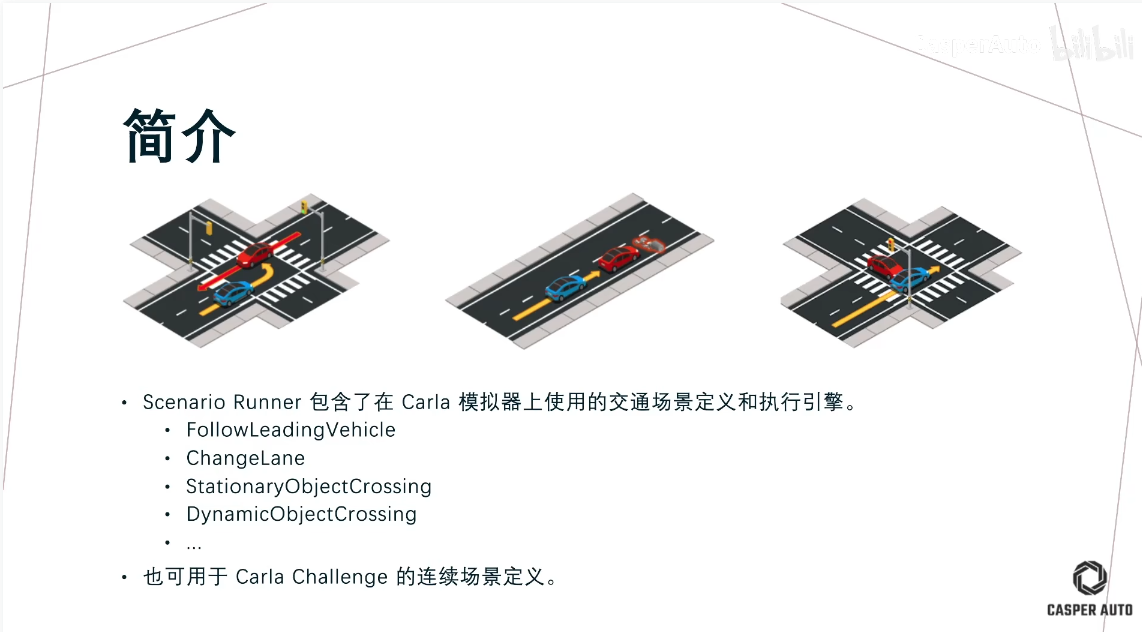 CasperAuto bilibili
简介
• Scenario Runner 包含了在 Carla 模拟器上使用的交通场景定义和执行引擎。
• FollowLeadingVehicle
• ChangeLane
• StationaryObjectCrossing
• DynamicObjectCrossing
• ...
• 也可用于 Carla Challenge 的连续场景定义。
CASPER AUTO